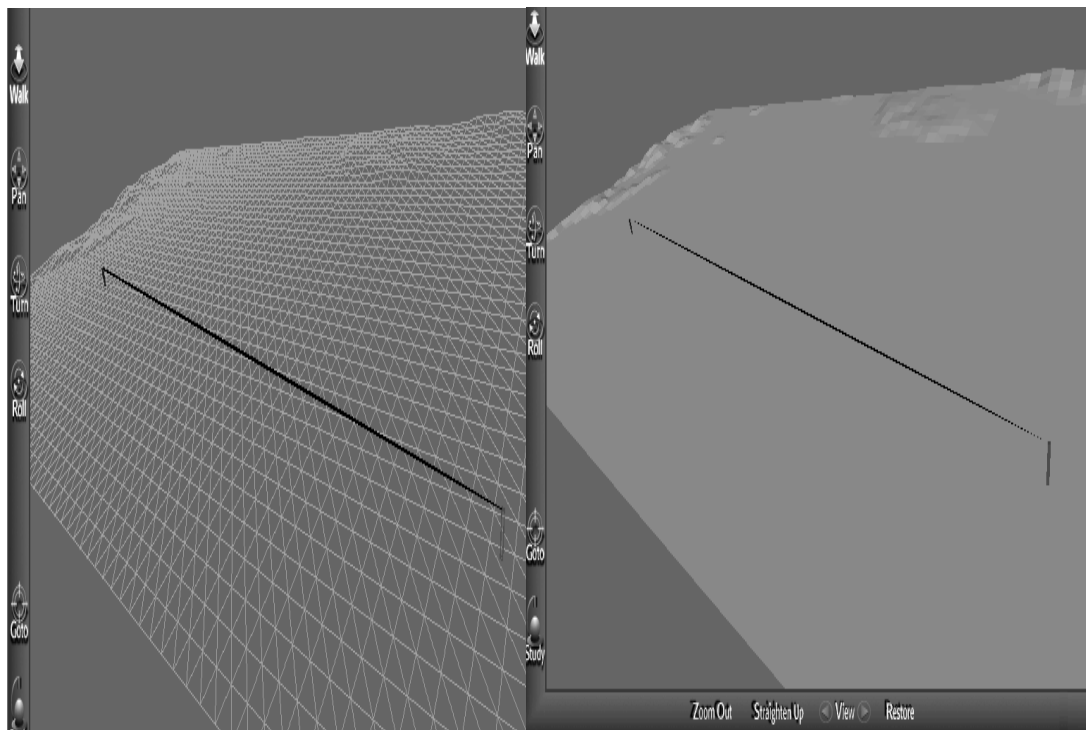 Walk
Pan
Turn
Roll
Goto
Walk
Pan
Turn
Roll
Goto
Study
Zoom Out Straighten Up View Restore